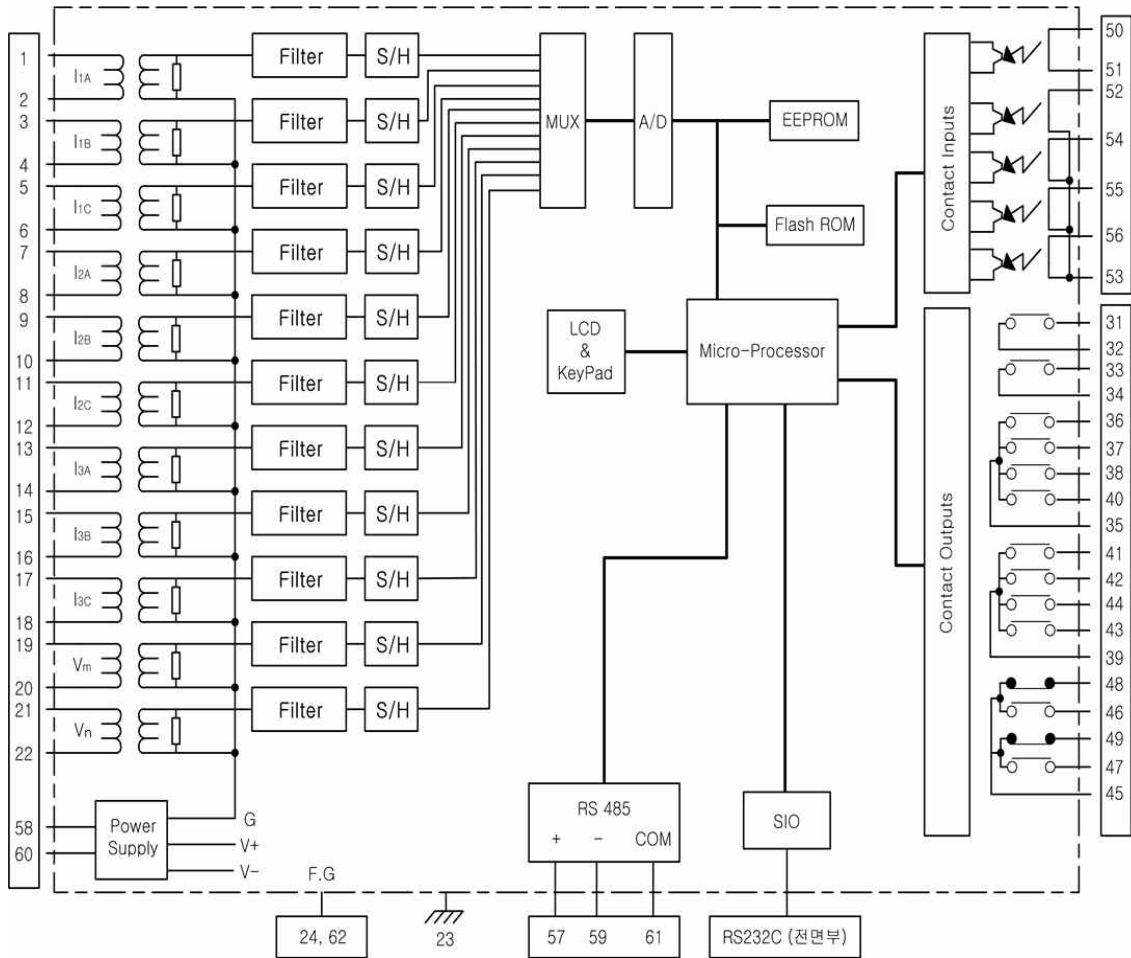 1
I1A
2
Filter
S/H
3
I1B
4
Filter
S/H
5
I1C
6
Filter
S/H
7
I2A
8
Filter
S/H
9
I2B
10
Filter
S/H
11
I2C
12
Filter
S/H
13
I3A
14
Filter
S/H
15
I3B
16
Filter
S/H
17
I3C
18
Filter
S/H
19
Vm
20
Filter
S/H
21
Vn
22
Filter
S/H
58
60
Power
Supply
G
V+
V-
F.G
24, 62
23
MUX
A/D
EEPROM
Flash ROM
LCD
&
KeyPad
Micro-Processor
RS 485
+ - COM
57 59 61
SIO
RS232C (전면부)
Contact Inputs
Contact Outputs
50
51
52
54
55
56
53
31
32
33
34
36
37
38
40
35
41
42
44
43
39
48
46
49
47
45